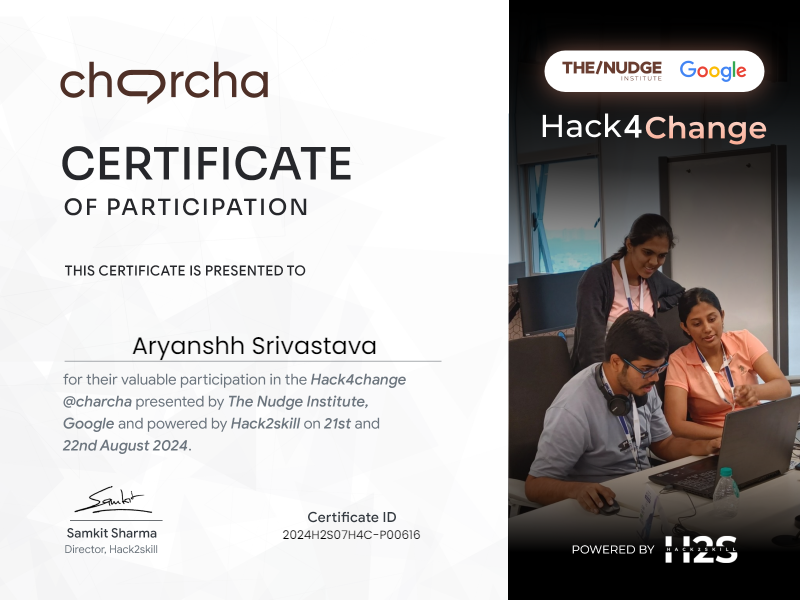 charcha
CERTIFICATE
OF PARTICIPATION
THIS CERTIFICATE IS PRESENTED TO
Aryanshh Srivastava
for their valuable participation in the Hack4change
@charcha presented by The Nudge Institute,
Google and powered by Hack2skill on 21st and
22nd August 2024.
Samkit
Samkit Sharma
Director, Hack2skill
Certificate ID
2024H2S07H4C-P00616
THE/NUDGE
INSTITUTE
Google
Hack4Change
POWERED BY
H2S
HACK2SKILL